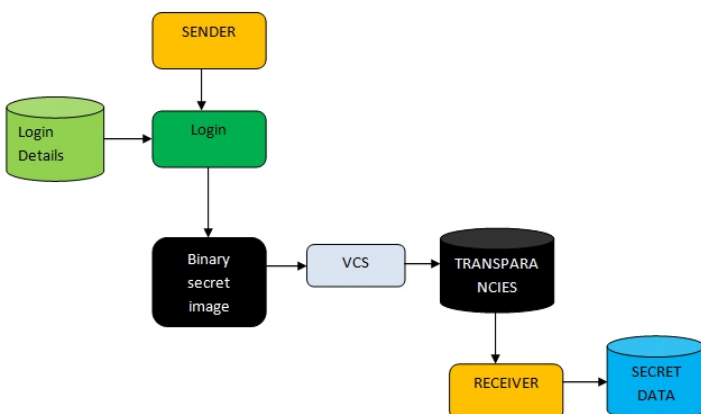 SENDER
Login
Details
Login
Binary
secret
image
VCS
TRANSPARA
NCIES
RECEIVER
SECRET
DATA